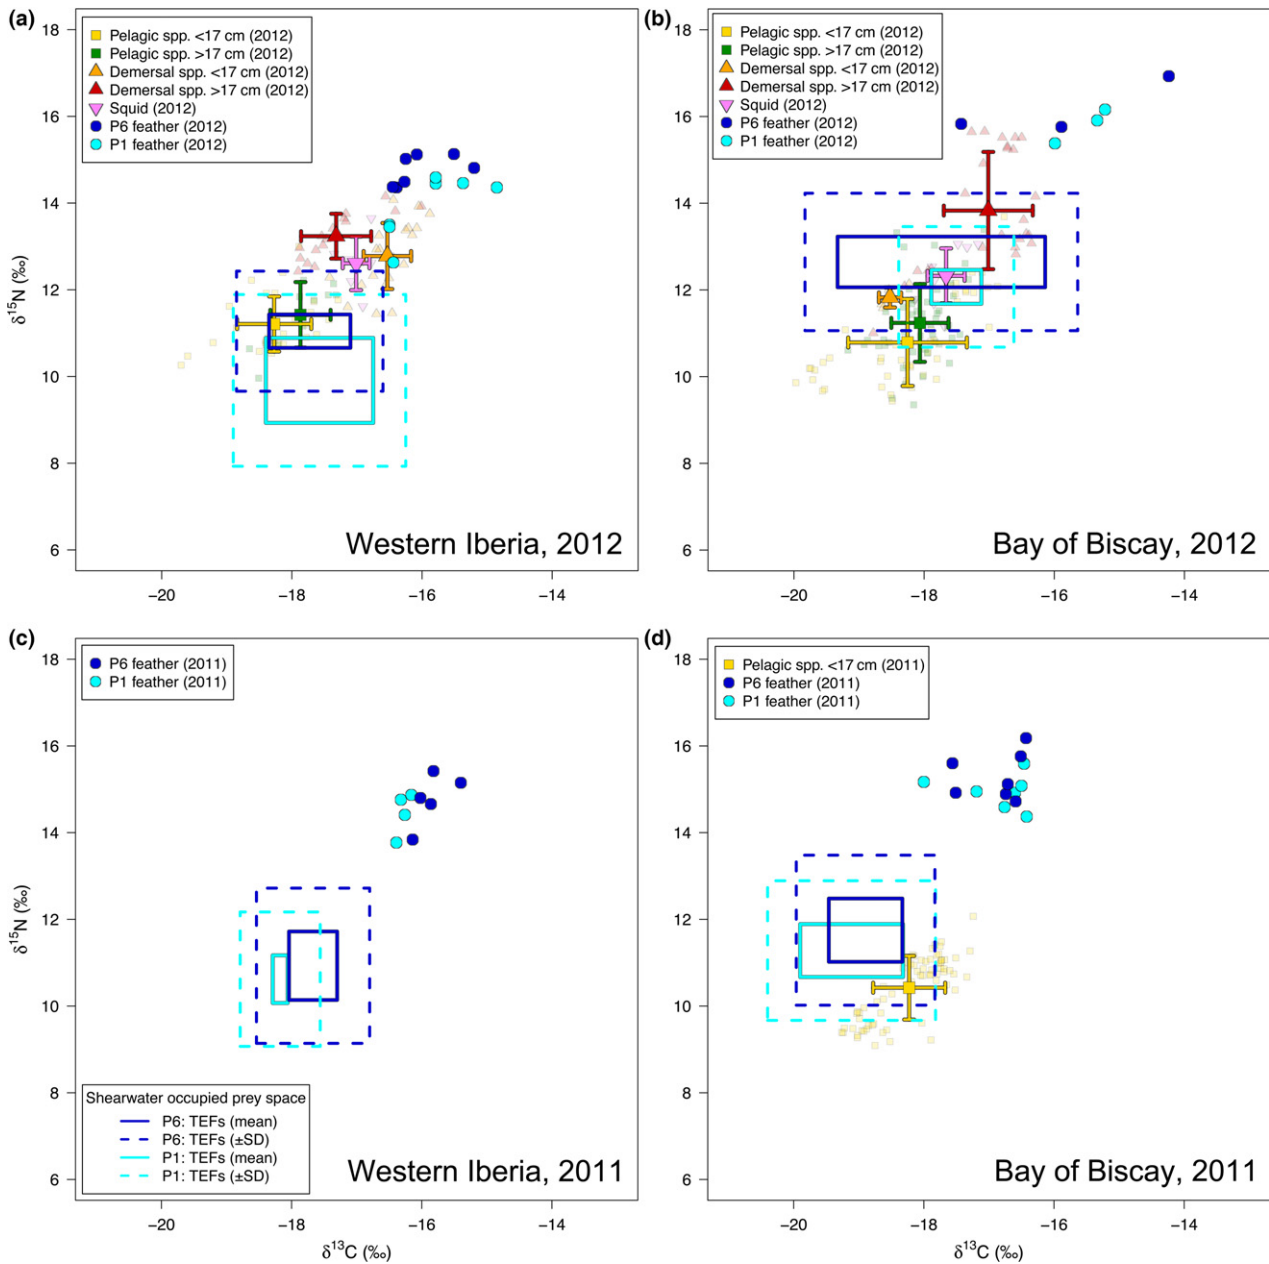 (a)
18
16
14
12
10
8
6
δ15N (‰)
Pelagic spp. <17 cm (2012)
Pelagic spp. >17 cm (2012)
Demersal spp. <17 cm (2012)
Demersal spp. >17 cm (2012)
Squid (2012)
P6 feather (2012)
P1 feather (2012)
Western Iberia, 2012
−20 −18 −16 −14
(b)
18
16
14
12
10
8
6
Pelagic spp. <17 cm (2012)
Pelagic spp. >17 cm (2012)
Demersal spp. <17 cm (2012)
Demersal spp. >17 cm (2012)
Squid (2012)
P6 feather (2012)
P1 feather (2012)
Bay of Biscay, 2012
−20 −18 −16 −14
(c)
18
16
14
12
10
8
6
δ15N (‰)
P6 feather (2011)
P1 feather (2011)
Shearwater occupied prey space
P6: TEFs (mean)
P6: TEFs (±SD)
P1: TEFs (mean)
P1: TEFs (±SD)
Western Iberia, 2011
−20 −18 −16 −14
δ13C (‰)
(d)
18
16
14
12
10
8
6
Pelagic spp. <17 cm (2011)
P6 feather (2011)
P1 feather (2011)
Bay of Biscay, 2011
−20 −18 −16 −14
δ13C (‰)